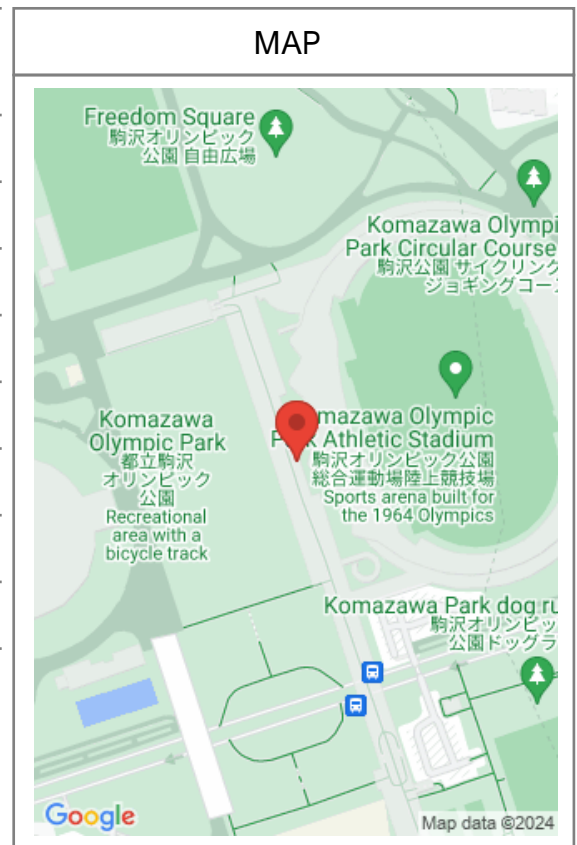 MAP
Freedom Square
駒沢オリンピック
公園 自由広場
Komazawa Olympi
Park Circular Course
駒沢公園 サイクリング
ジョギングコー
Komazawa
Olympic Park
都立駒沢
オリンピック
公園
Recreational
area with a
bicycle track
mazawa Olympic
Athletic Stadium
駒沢オリンピック公園
総合運動場陸上競技場
Sports arena built for
the 1964 Olympics
Komazawa Park dog ru
駒沢オリンピッ
公園ドッグラ
Google
Map data ©2024